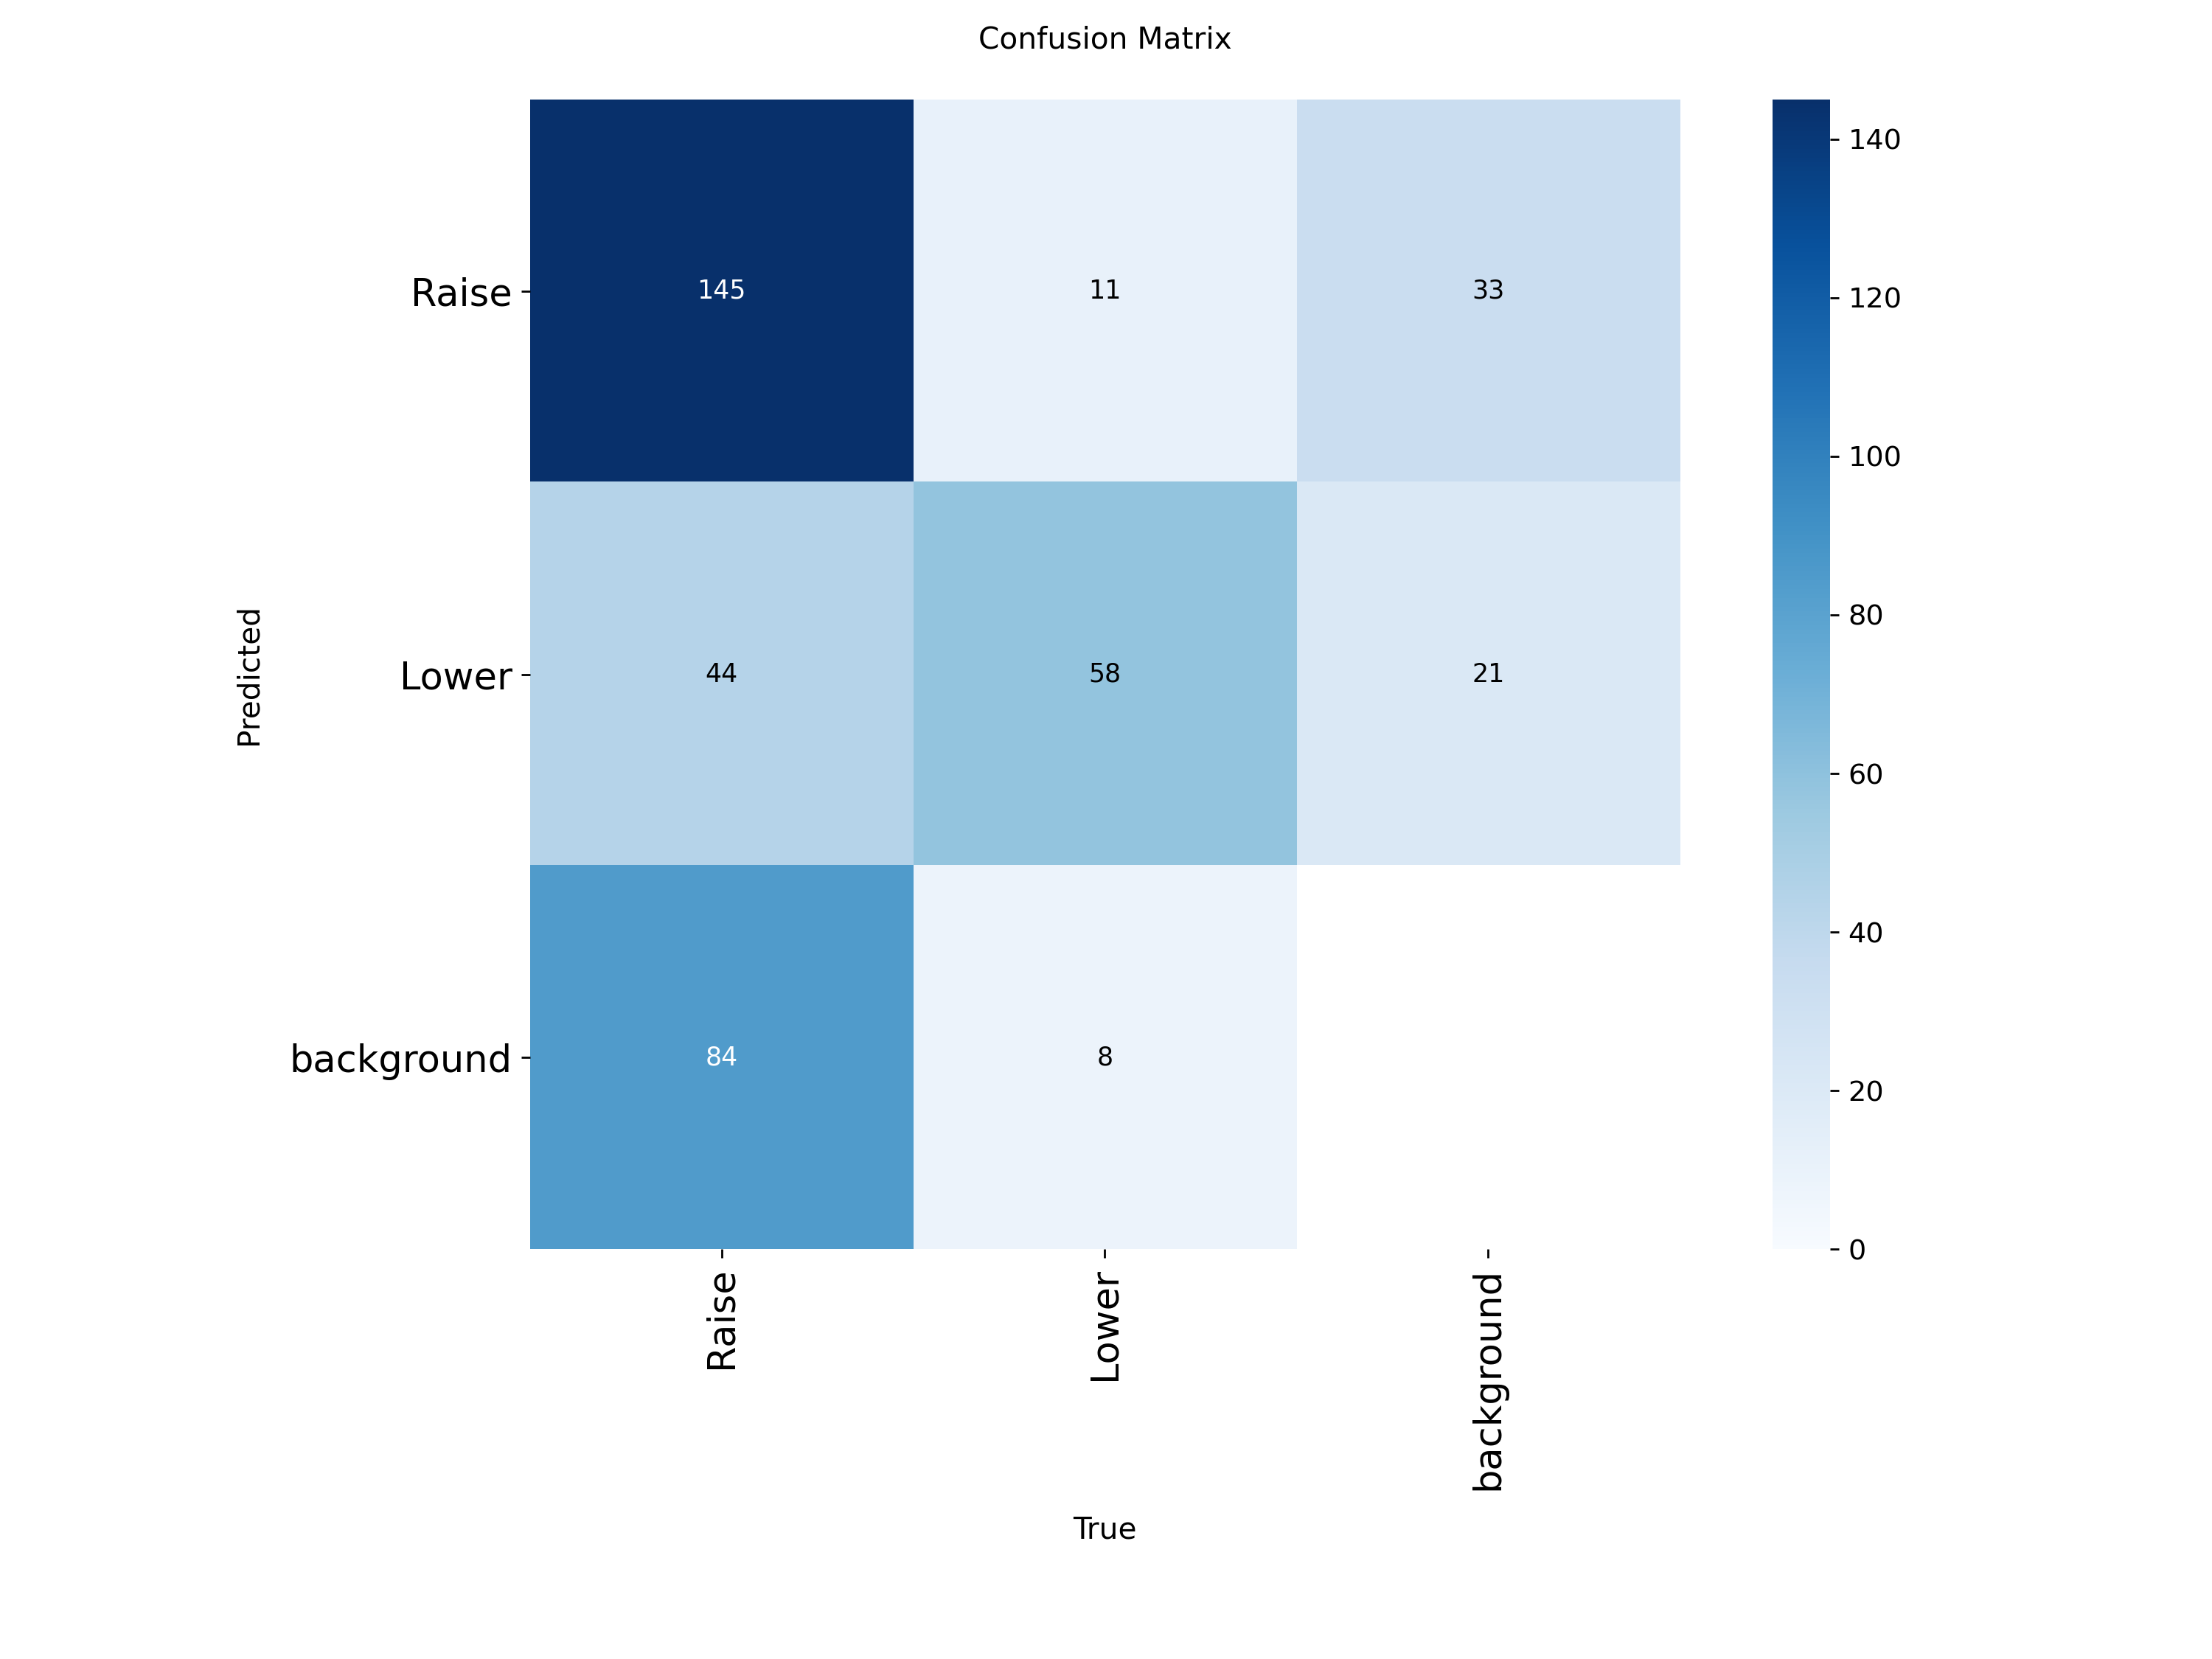 Confusion Matrix
Raise
145
11
33
Lower
44
58
21
background
84
8
Raise
Lower
background
Predicted
True
140
120
100
80
60
40
20
0